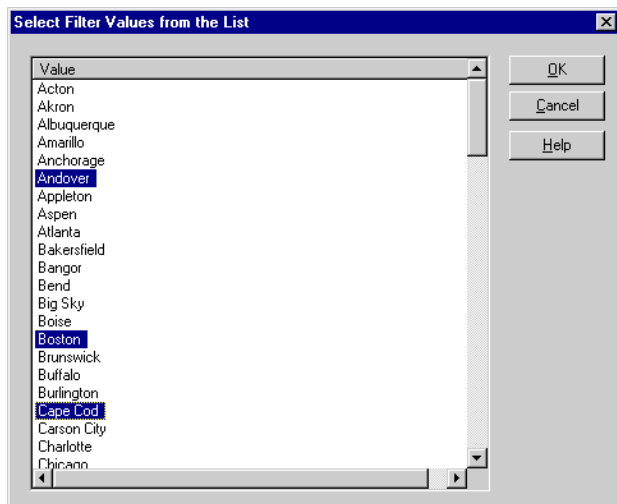 Select Filter Values from the List
Value
Acton
Akron
Albuquerque
Amarillo
Anchorage
Andover
Appleton
Aspen
Atlanta
Bakersfield
Bangor
Bend
Big Sky
Boise
Boston
Brunswick
Buffalo
Burlington
Cape Cod
Carson City
Charlotte
Chicago
OK
Cancel
Help